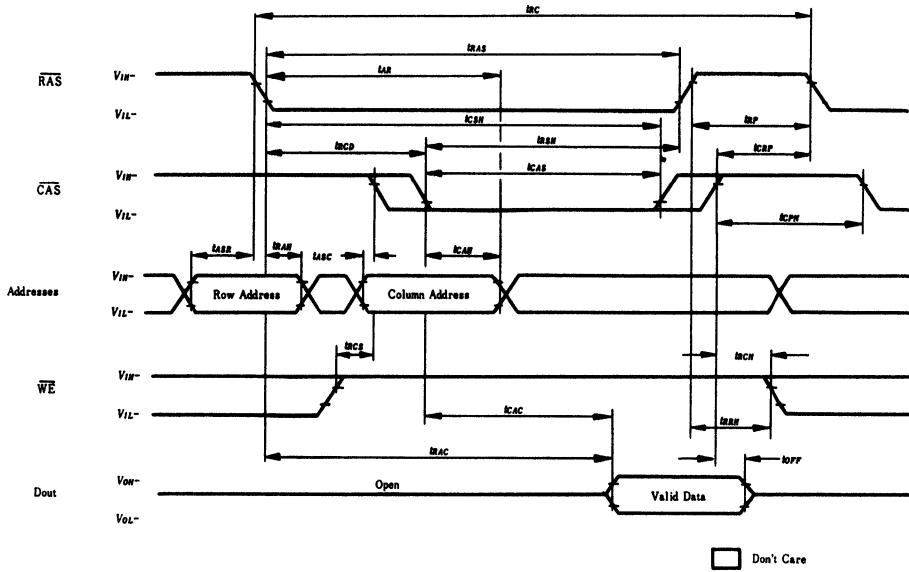 tRC
tRAS
RAS
VIH-
tAR
VIL-
tCSH
tRP
tRCD
tRSH
tCRP
CAS
VIH-
tCAS
VIL-
tCPN
tASR
tRAH
tASC
tCAH
Addresses
VIH-
Row Address
Column Address
VIL-
tRCS
tRCH
WE
VIH-
VIL-
tCAC
tRRH
tRAC
tOFF
Dout
VOH-
Open
Valid Data
VOL-
Don't Care